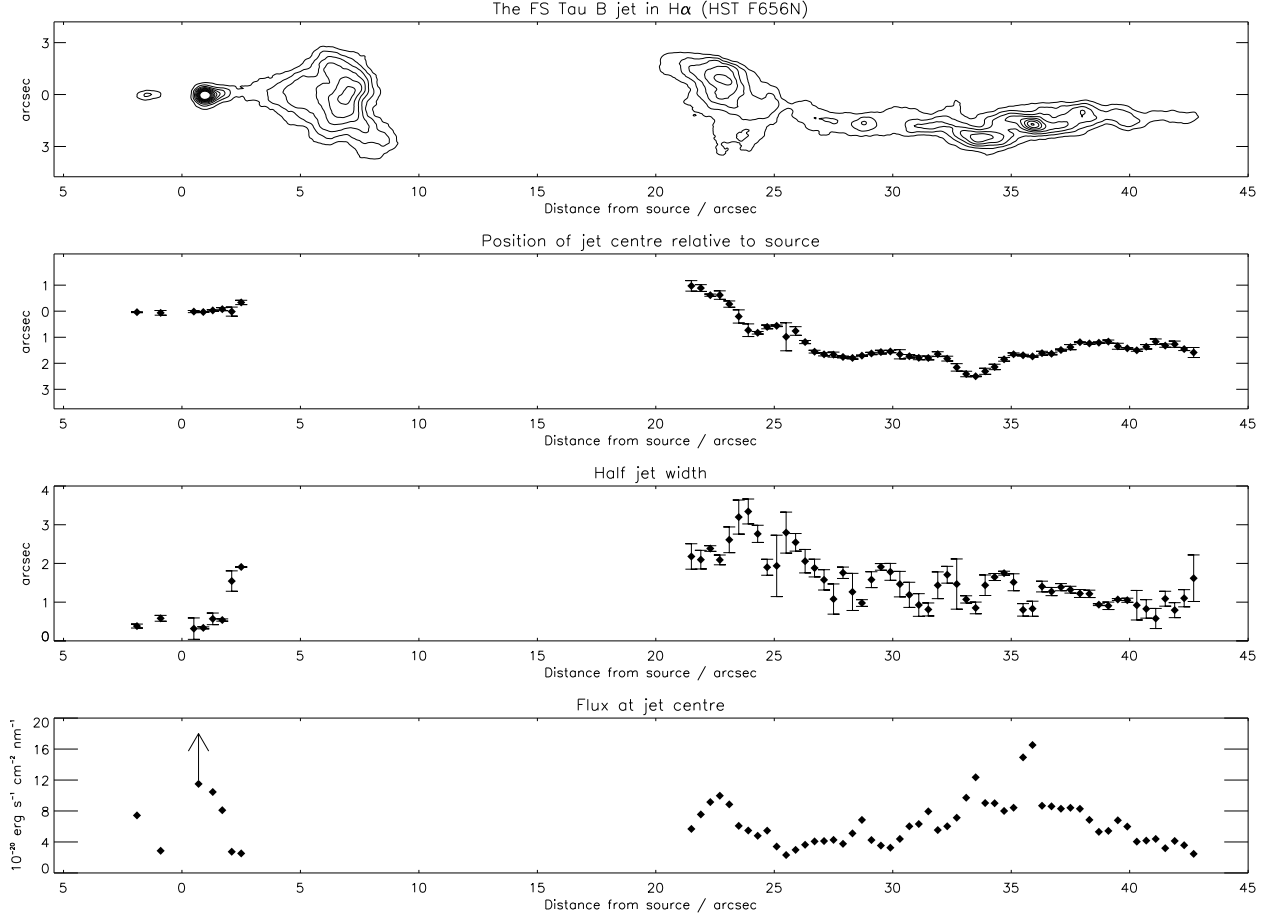 The FS Tau B jet in Hα (HST F656N)
arcsec
3
0
3
5 0 5 10 15 20 25 30 35 40 45
Distance from source / arcsec
Position of jet centre relative to source
arcsec
1
0
1
2
3
5 0 5 10 15 20 25 30 35 40 45
Distance from source / arcsec
Half jet width
arcsec
4
3
2
1
0
5 0 5 10 15 20 25 30 35 40 45
Distance from source / arcsec
Flux at jet centre
10⁻²⁰ erg s⁻¹ cm⁻² nm⁻¹
20
16
12
8
4
0
5 0 5 10 15 20 25 30 35 40 45
Distance from source / arcsec